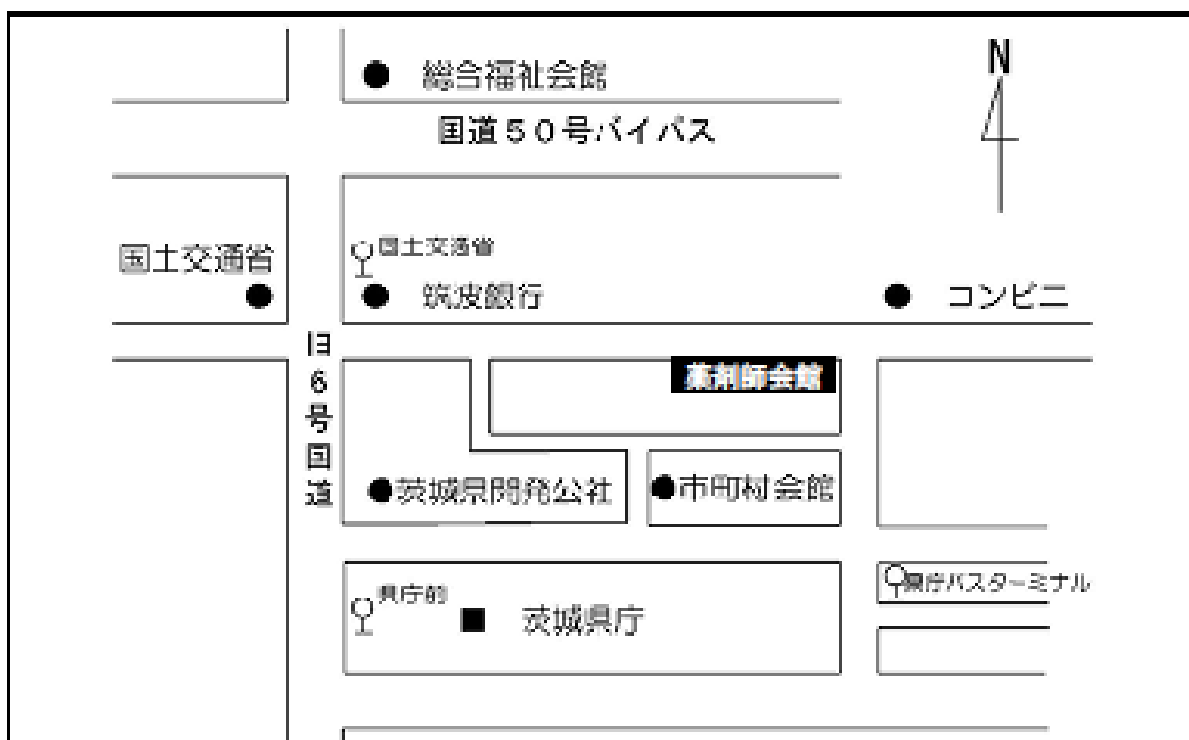 総合福祉会館
N
国道50号バイパス
国土交通省
国土交通省
筑波銀行
コンビニ
旧6号国道
薬剤師会館
茨城県開発公社
市町村会館
県庁前
茨城県庁
県庁バスターミナル